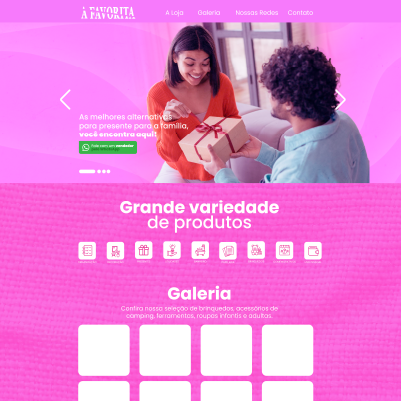 A FAVORITA
A Loja Galeria Nossas Redes Contato
As melhores alternativas
para presente para a família,
você encontra aqui!
Fale com um vendedor
Grande variedade
de produtos
Galeria
Confira nossa seleção de brinquedos, acessórios de
camping, ferramentas, roupas infantis e adultos.